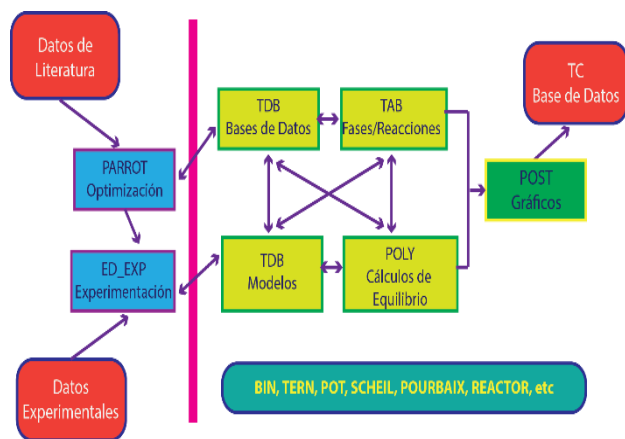 Datos de
Literatura
PARROT
Optimización
ED_EXP
Experimentación
Datos
Experimentales
TDB
Bases de Datos
TAB
Fases/Reacciones
TDB
Modelos
POLY
Cálculos de
Equilibrio
POST
Gráficos
TC
Base de Datos
BIN, TERN, POT, SCHEIL, POURBAIX, REACTOR, etc